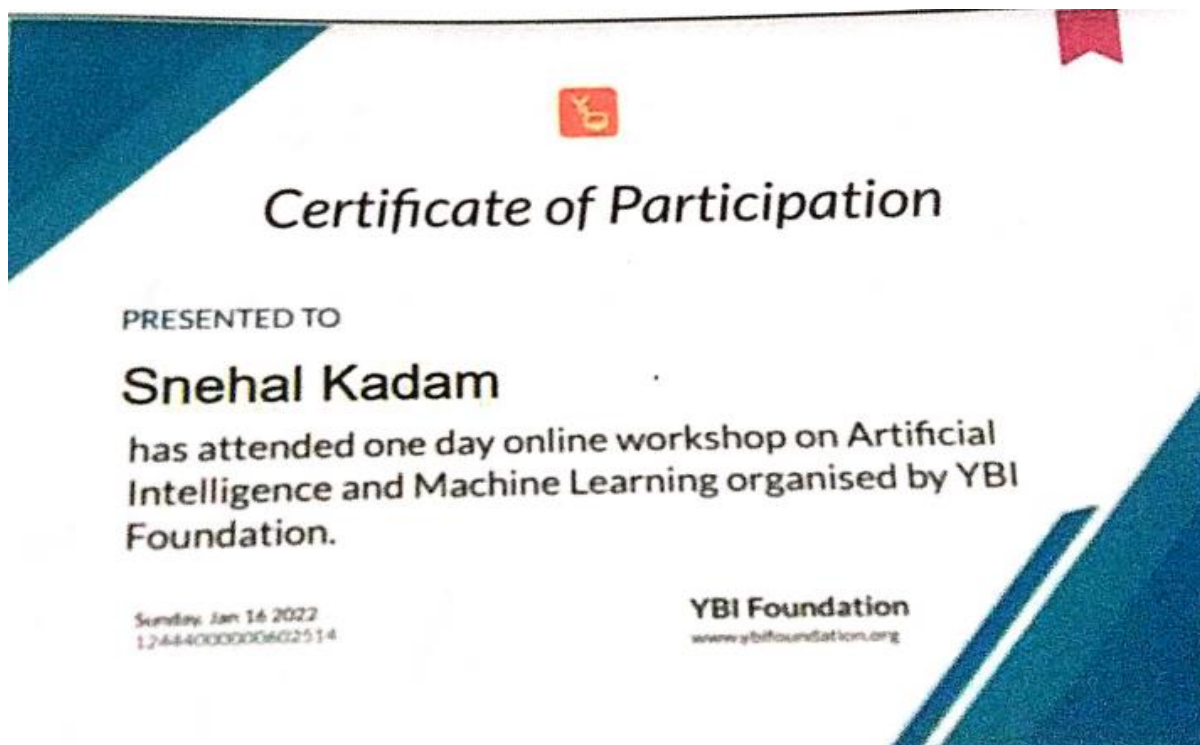 Certificate of Participation
PRESENTED TO
Snehal Kadam
has attended one day online workshop on Artificial
Intelligence and Machine Learning organised by YBI
Foundation.
Sunday, Jan 16 2022
12444000000602514
YBI Foundation
www.ybifoundation.org